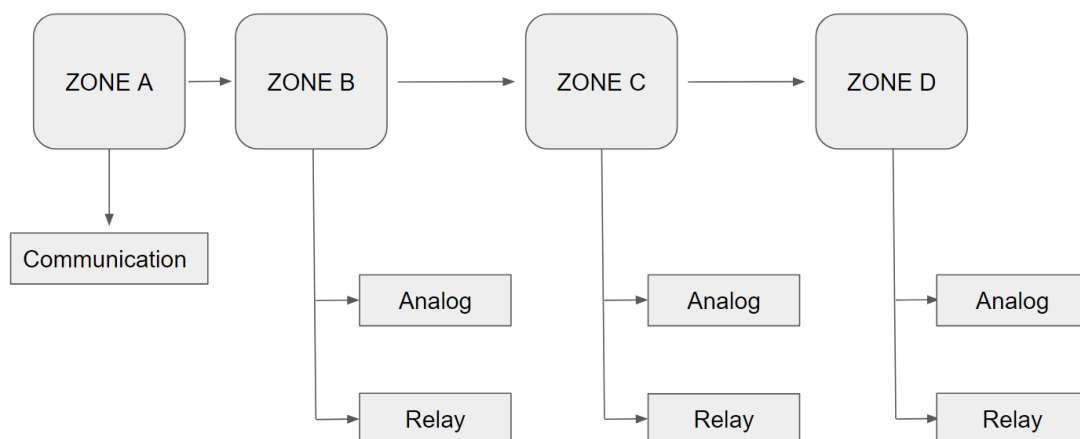 ZONE A
ZONE B
ZONE C
ZONE D
Communication
Analog
Analog
Analog
Relay
Relay
Relay